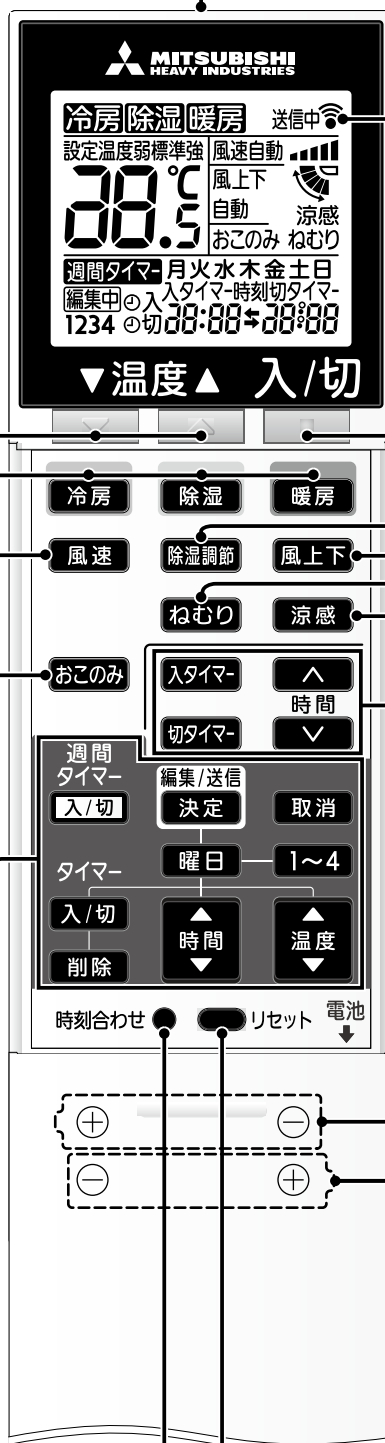 MITSUBISHI
HEAVY INDUSTRIES
冷房 除湿 暖房 送信中
設定温度弱標準強 風速自動
28.5℃ 風上下
自動 涼感
おこのみ ねむり
週間タイマー 月火水木金土日
編集中 入 入タイマー時刻切タイマー
1234 切 28:88⇆28:88
▼温度▲ 入/切
冷房 除湿 暖房
風速 除湿調節 風上下
ねむり 涼感
おこのみ 入タイマー ∧
時間
切タイマー ∨
週間
タイマー 編集/送信
入/切 決定 取消
タイマー 曜日 1〜4
入/切 ▲ ▲
時間 温度
削除 ▼ ▼
時刻合わせ リセット 電池
⊕ ⊖
⊖ ⊕